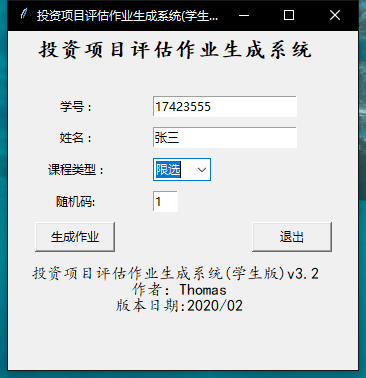 投资项目评估作业生成系统(学生...
投资项目评估作业生成系统
学号： 17423555
姓名： 张三
课程类型： 限选
随机码: 1
生成作业 退出
投资项目评估作业生成系统(学生版)v3.2
作者: Thomas
版本日期:2020/02